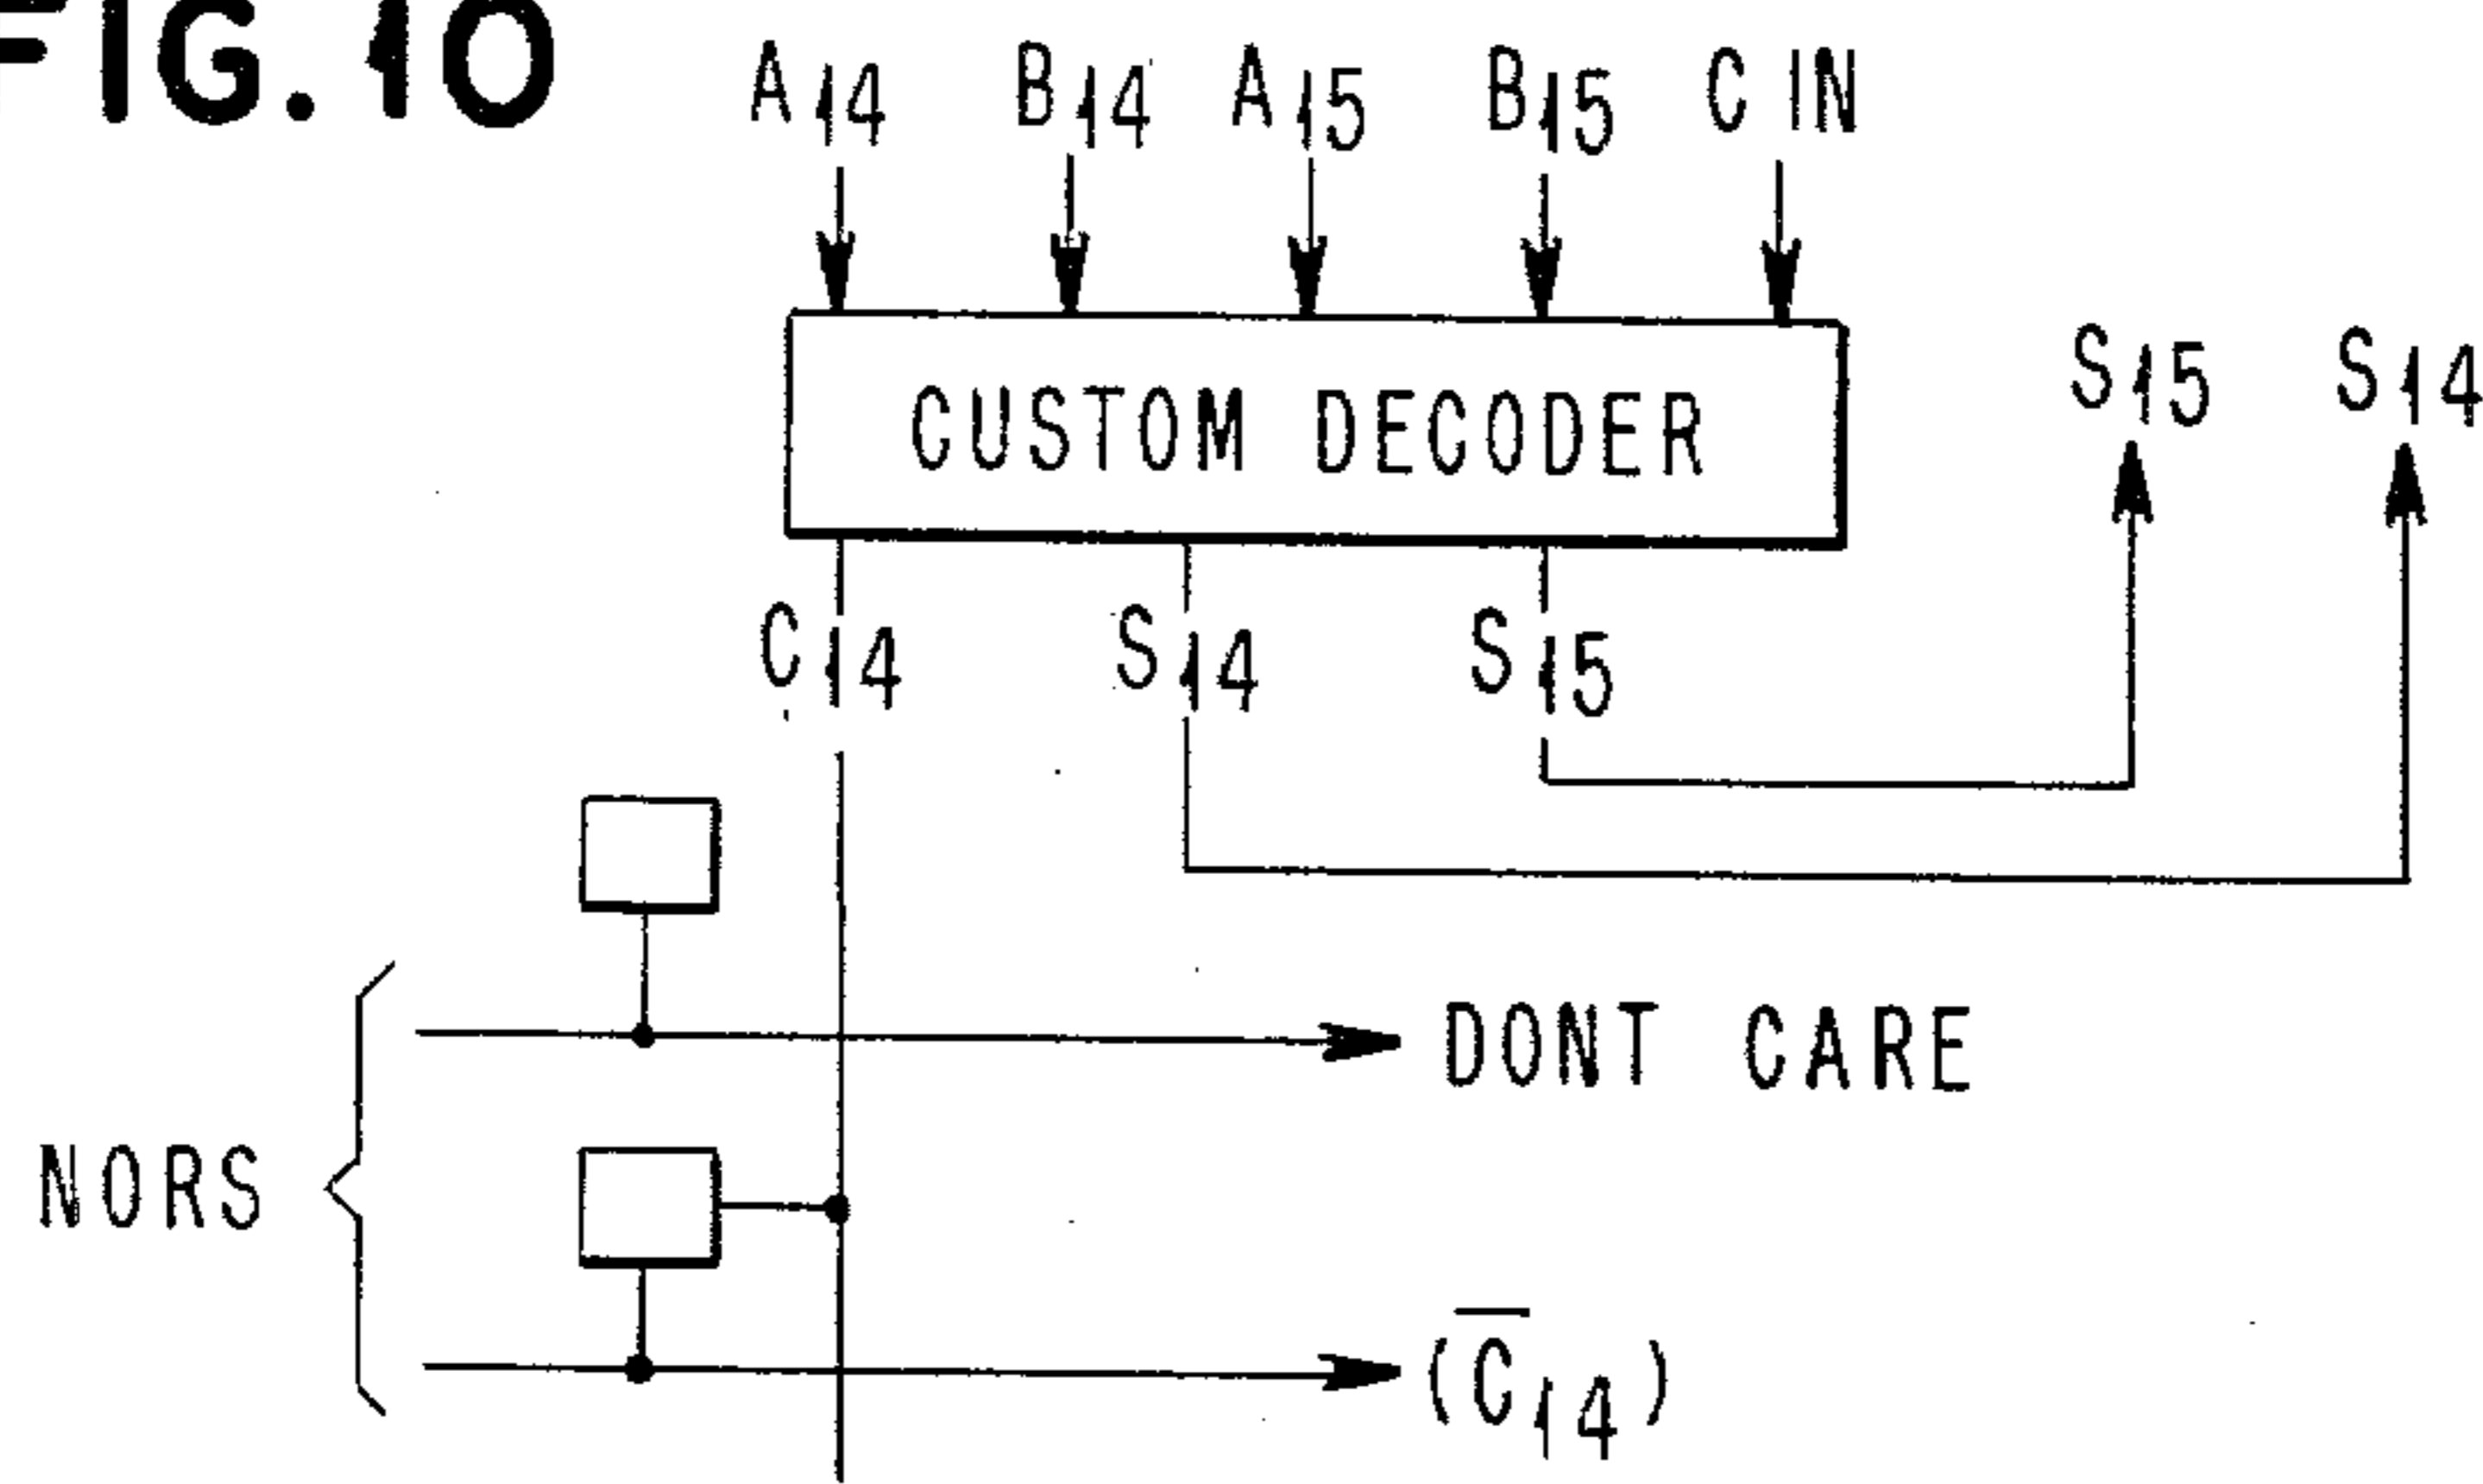 FIG. 10
A14 B14 A15 B15 C IN
CUSTOM DECODER
S15 S14
C14 S14 S15
DONT CARE
NORS
(C̅14)